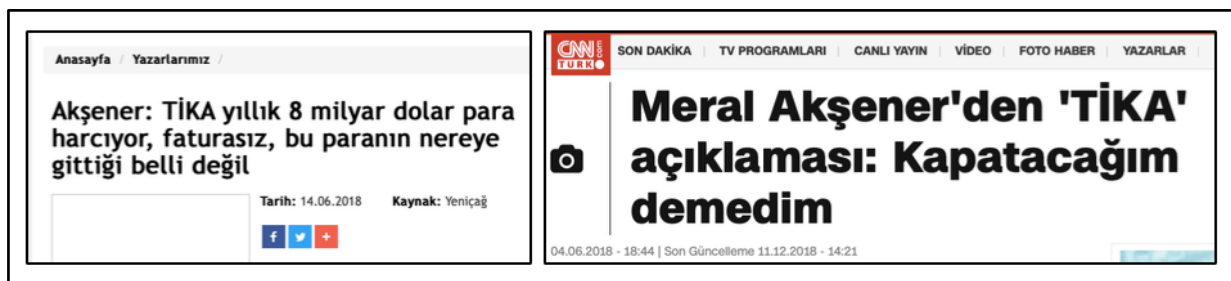 Anasayfa / Yazarlarımız /
Akşener: TİKA yıllık 8 milyar dolar para
harcıyor, faturasız, bu paranın nereye
gittiği belli değil
Tarih: 14.06.2018 Kaynak: Yeniçağ
f +
CNN
TÜRK
SON DAKİKA | TV PROGRAMLARI | CANLI YAYIN | VİDEO | FOTO HABER | YAZARLAR |
Meral Akşener'den 'TİKA'
açıklaması: Kapatacağım
demedim
04.06.2018 - 18:44 | Son Güncelleme 11.12.2018 - 14:21